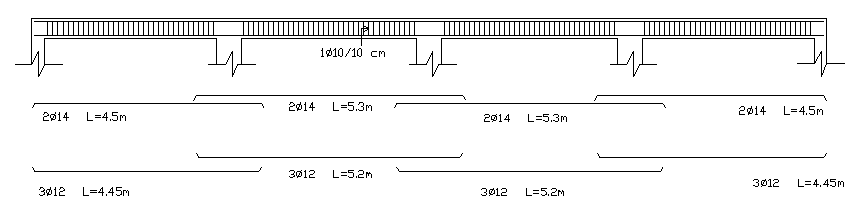 1ø10/10 cm
2ø14 L=4.5m
2ø14 L=5.3m
2ø14 L=5.3m
2ø14 L=4.5m
3ø12 L=4.45m
3ø12 L=5.2m
3ø12 L=5.2m
3ø12 L=4.45m